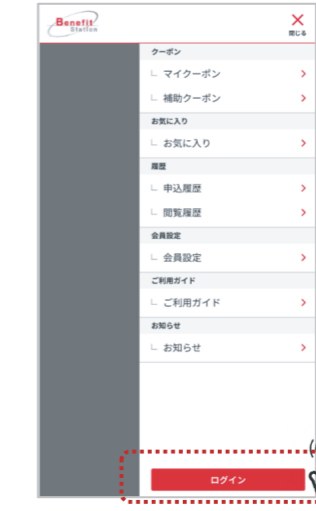 Benefit
Station
閉じる
クーポン
マイクーポン
補助クーポン
お気に入り
お気に入り
履歴
申込履歴
閲覧履歴
会員設定
会員設定
ご利用ガイド
ご利用ガイド
お知らせ
お知らせ
ログイン